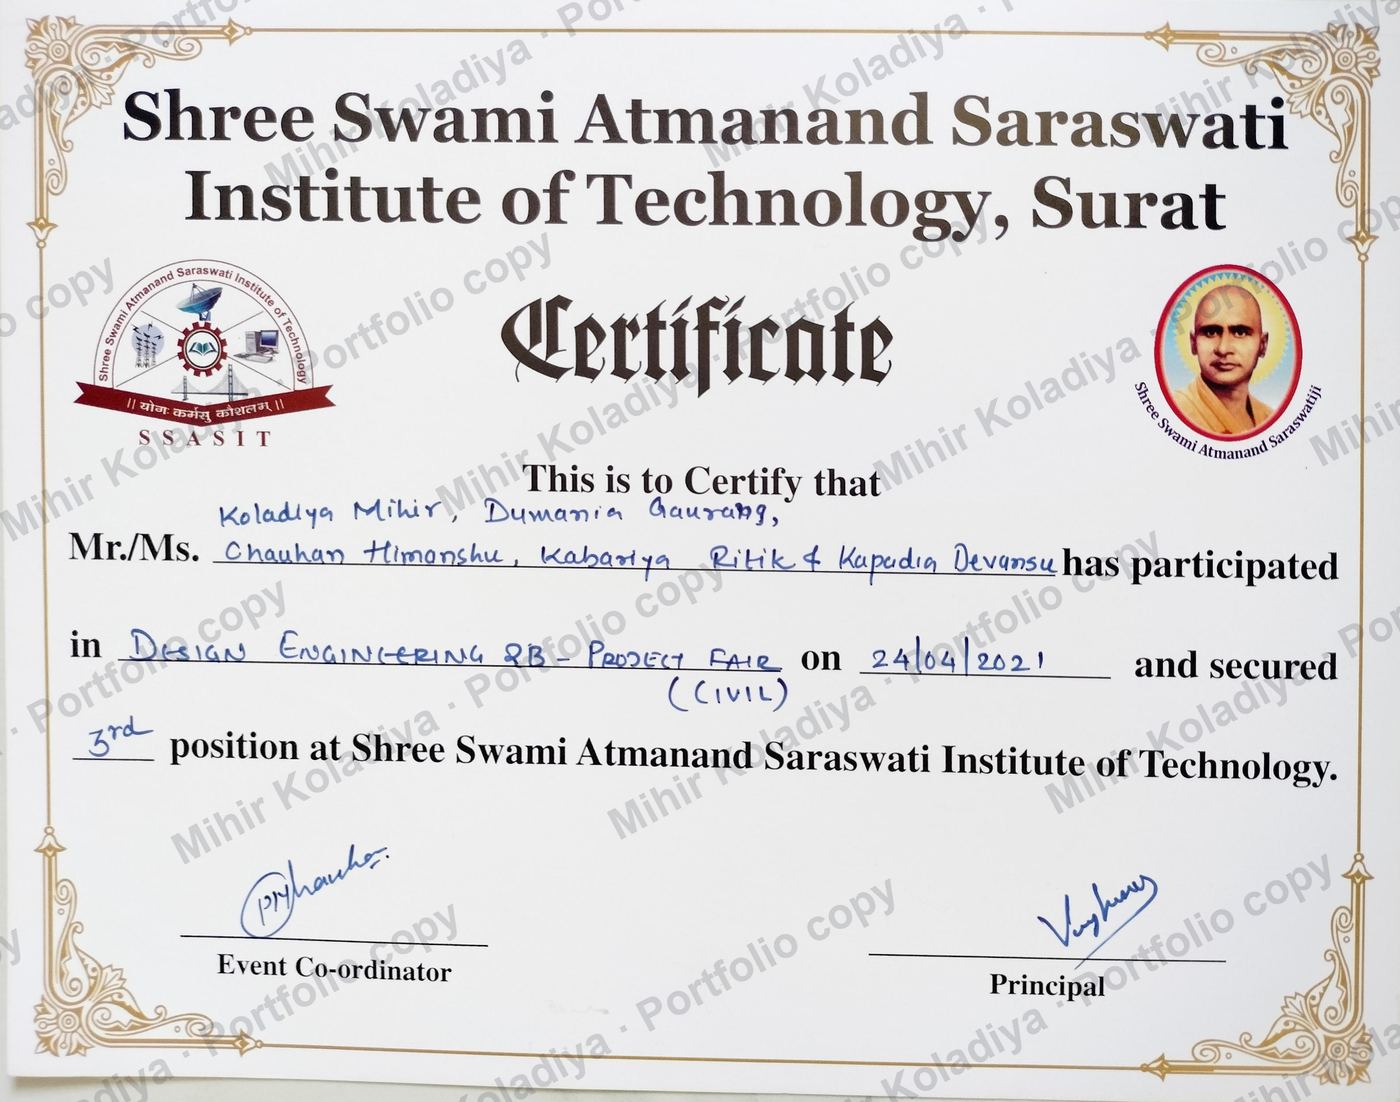 Shree Swami Atmanand Saraswati
Institute of Technology, Surat
Shree Swami Atmanand Saraswati Institute of Technology
|| योगः कर्मसु कौशलम् ||
SSASIT
Certificate
Shree Swami Atmanand Saraswatiji
This is to Certify that
Koladiya Mihir, Dumania Gaurang,
Mr./Ms. Chauhan Himanshu, Kabariya Ritik & Kapadia Devansu has participated
in DESIGN ENGINEERING 2B - PROJECT FAIR on 24/04/2021 and secured
(CIVIL)
3rd position at Shree Swami Atmanand Saraswati Institute of Technology.
Event Co-ordinator
Principal
Mihir Koladiya · Portfolio copy